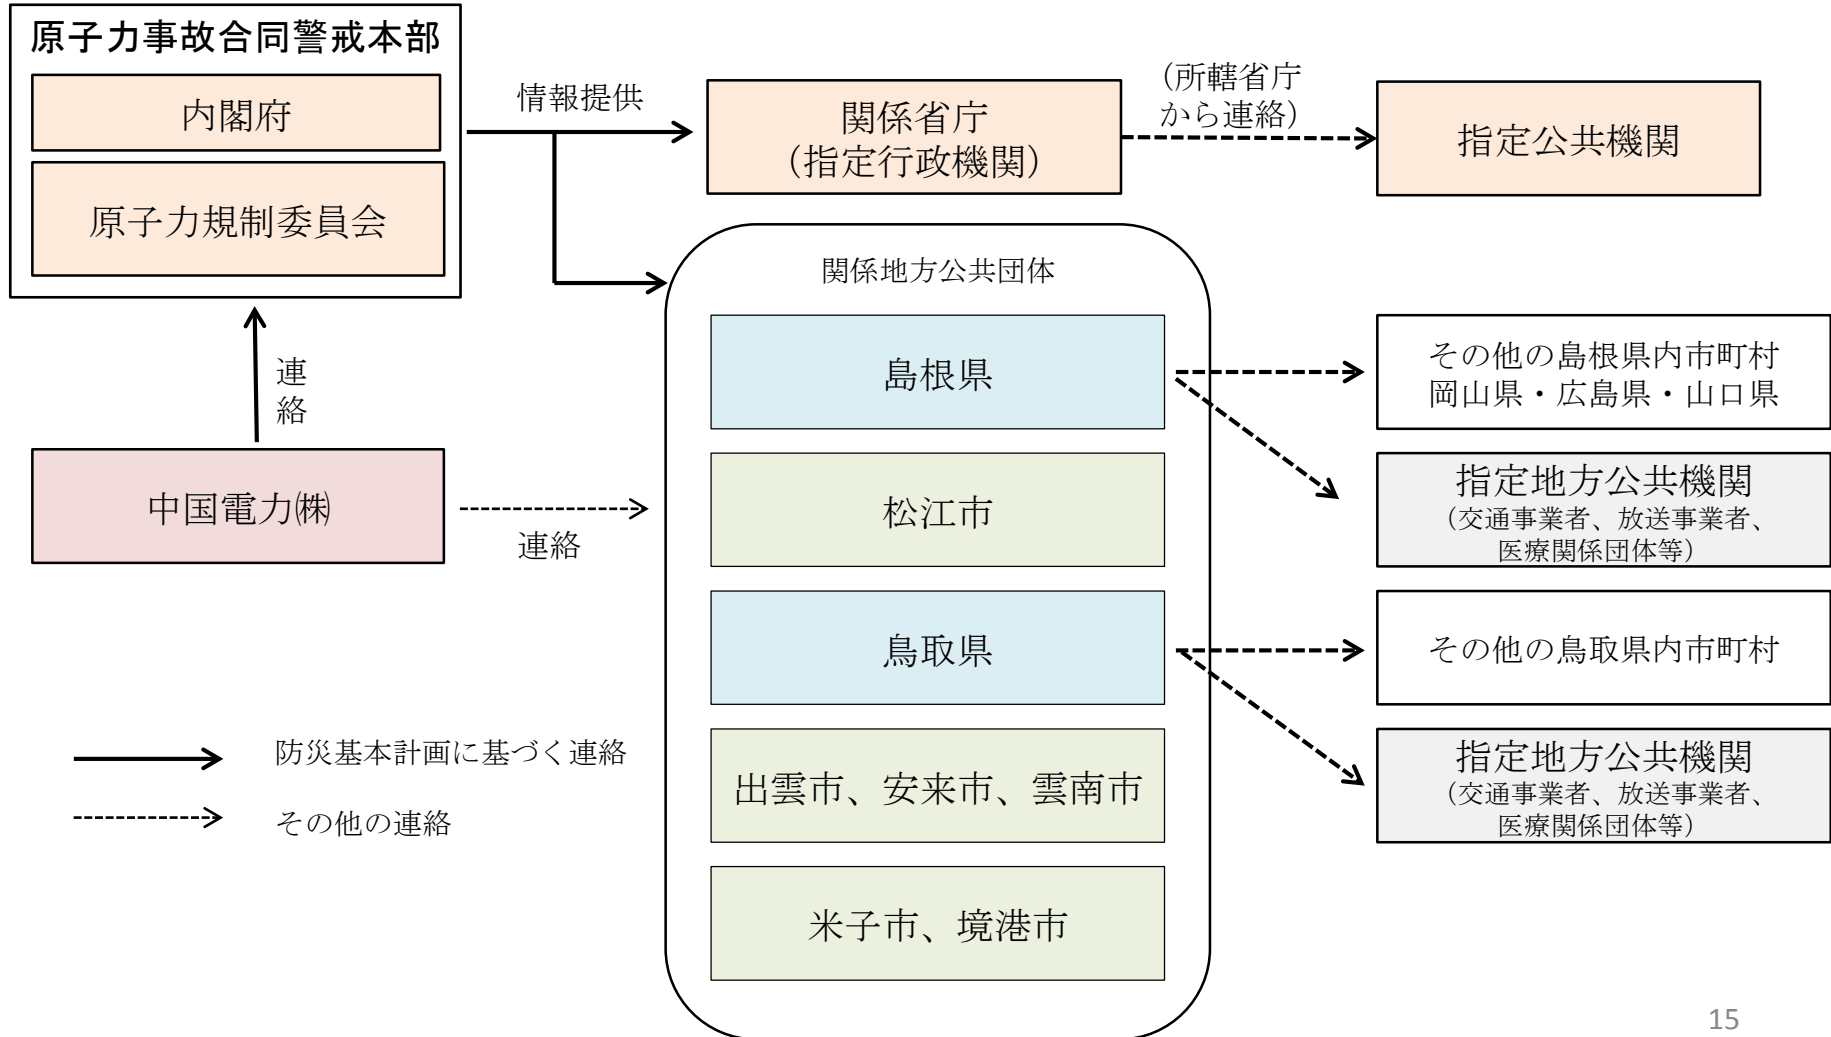 原子力事故合同警戒本部
内閣府
原子力規制委員会
情報提供
関係省庁
（指定行政機関）
（所轄省庁
から連絡）
指定公共機関
連
絡
中国電力㈱
連絡
関係地方公共団体
島根県
松江市
鳥取県
出雲市、安来市、雲南市
米子市、境港市
その他の島根県内市町村
岡山県・広島県・山口県
指定地方公共機関
（交通事業者、放送事業者、
医療関係団体等）
その他の鳥取県内市町村
指定地方公共機関
（交通事業者、放送事業者、
医療関係団体等）
防災基本計画に基づく連絡
その他の連絡
15